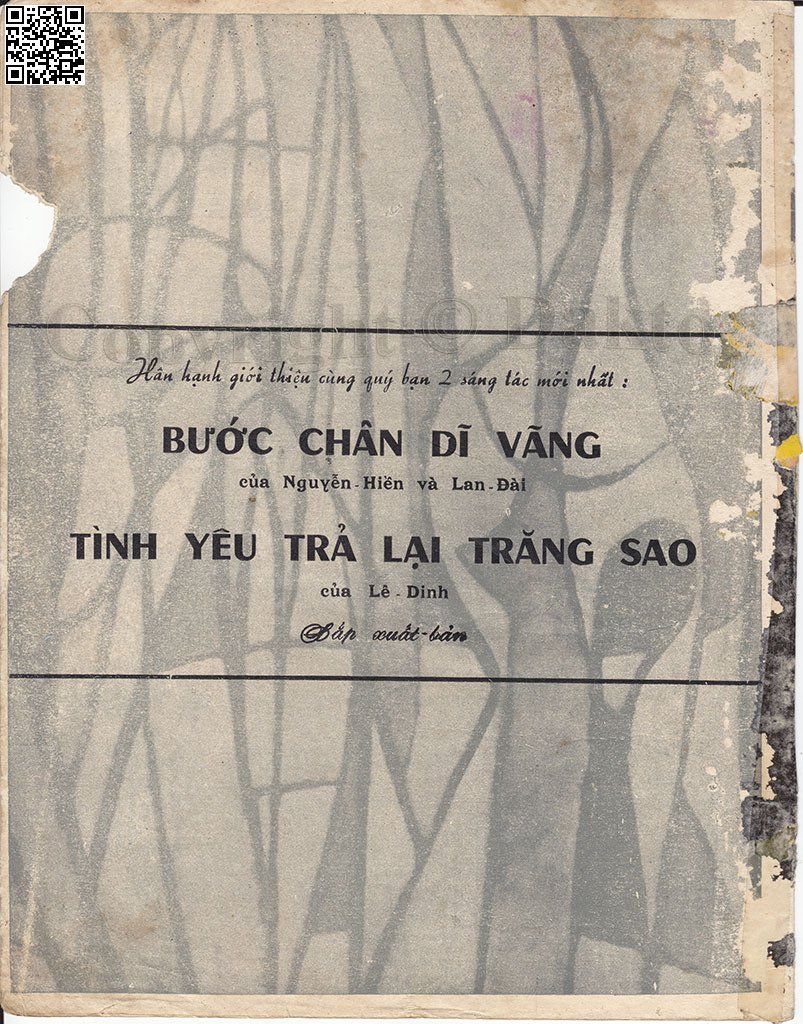 Hân hạnh giới thiệu cùng quý bạn 2 sáng tác mới nhất :
BƯỚC CHÂN DĨ VÃNG
của Nguyễn-Hiền và Lan-Đài
TÌNH YÊU TRẢ LẠI TRĂNG SAO
của Lê-Dinh
Sắp xuất-bản
Copyright ©